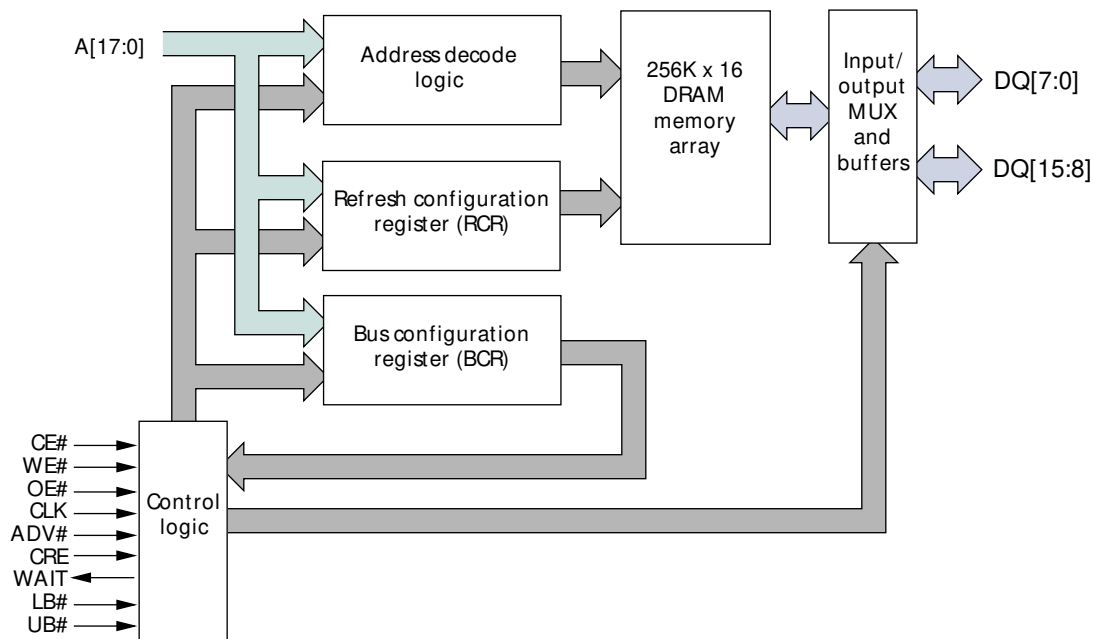 A[17:0]
Address decode
logic
256K x 16
DRAM
memory
array
Input/
output
MUX
and
buffers
DQ[7:0]
DQ[15:8]
Refresh configuration
register (RCR)
Bus configuration
register (BCR)
CE#
WE#
OE#
CLK
ADV#
CRE
WAIT
LB#
UB#
Control
logic